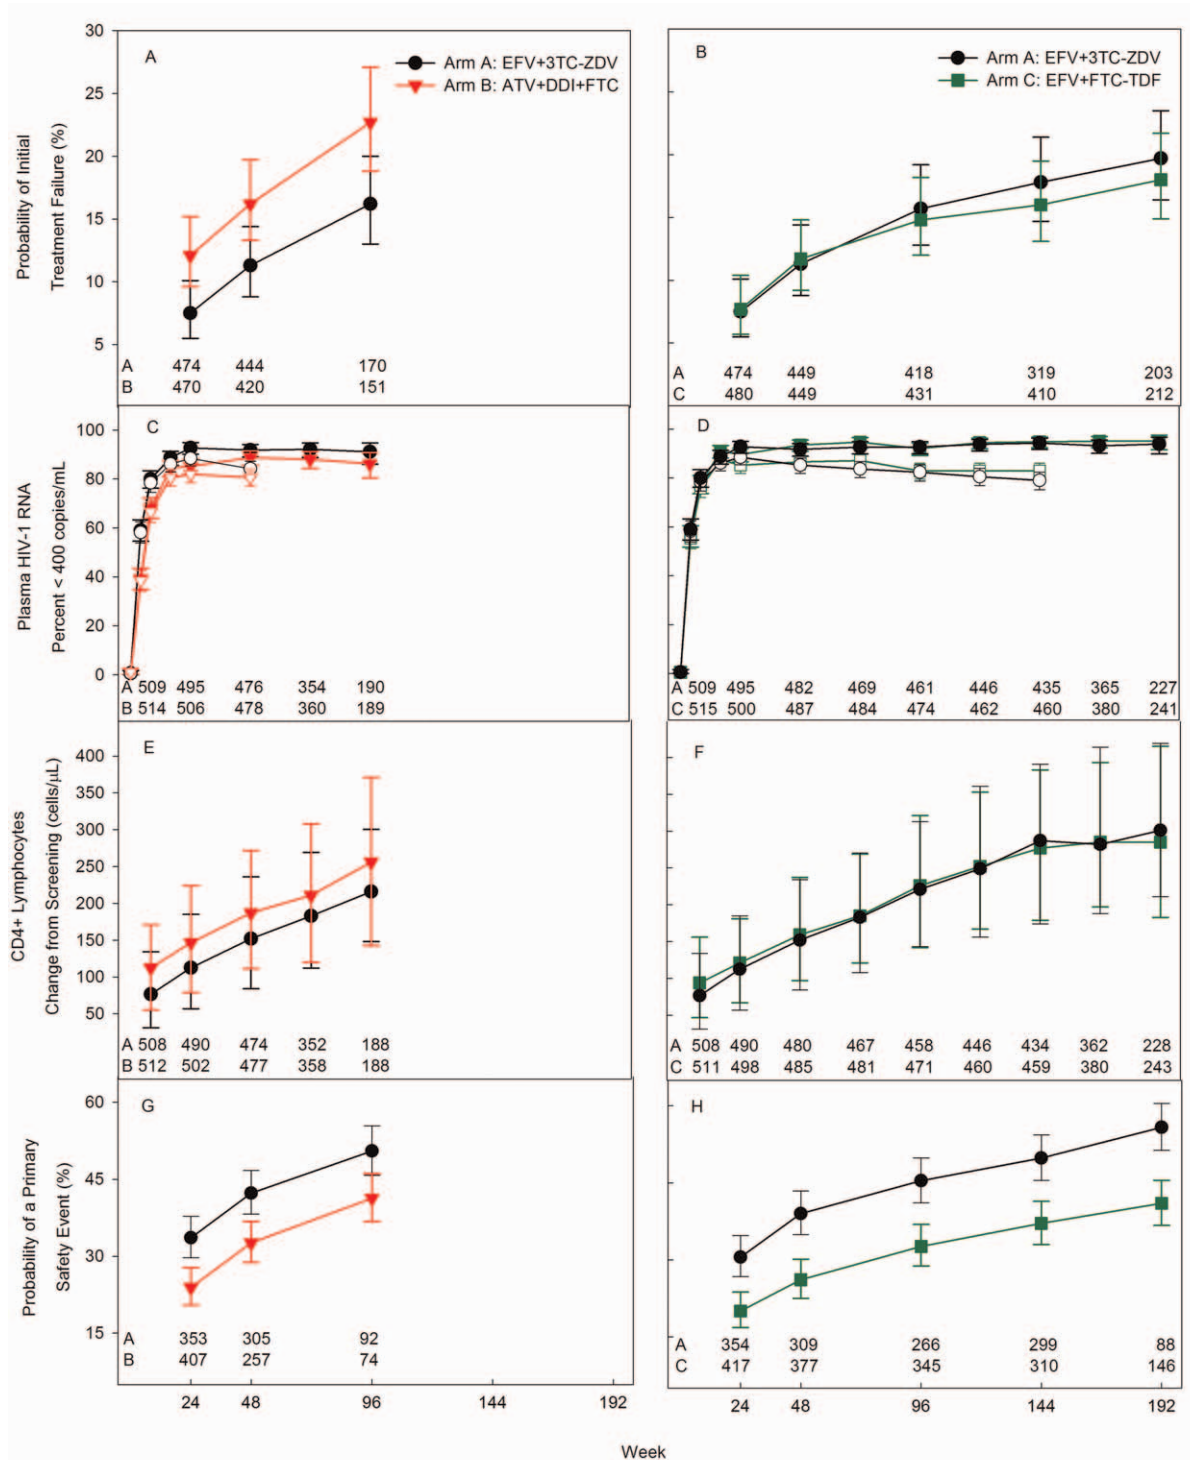 Probability of Initial
Treatment Failure (%)
30
25
20
15
10
5
A
Arm A: EFV+3TC-ZDV
Arm B: ATV+DDI+FTC
A 474 444 170
B 470 420 151
B
Arm A: EFV+3TC-ZDV
Arm C: EFV+FTC-TDF
A 474 449 418 319 203
C 480 449 431 410 212
Plasma HIV-1 RNA
Percent < 400 copies/mL
100
80
60
40
20
0
C
A 509 495 476 354 190
B 514 506 478 360 189
D
A 509 495 482 469 461 446 435 365 227
C 515 500 487 484 474 462 460 380 241
CD4+ Lymphocytes
Change from Screening (cells/μL)
400
350
300
250
200
150
100
50
E
A 508 490 474 352 188
B 512 502 477 358 188
F
A 508 490 480 467 458 446 434 362 228
C 511 498 485 481 471 460 459 380 243
Probability of a Primary
Safety Event (%)
60
45
30
15
G
A 353 305 92
B 407 257 74
H
A 354 309 266 299 88
C 417 377 345 310 146
24 48 96 144 192
24 48 96 144 192
Week